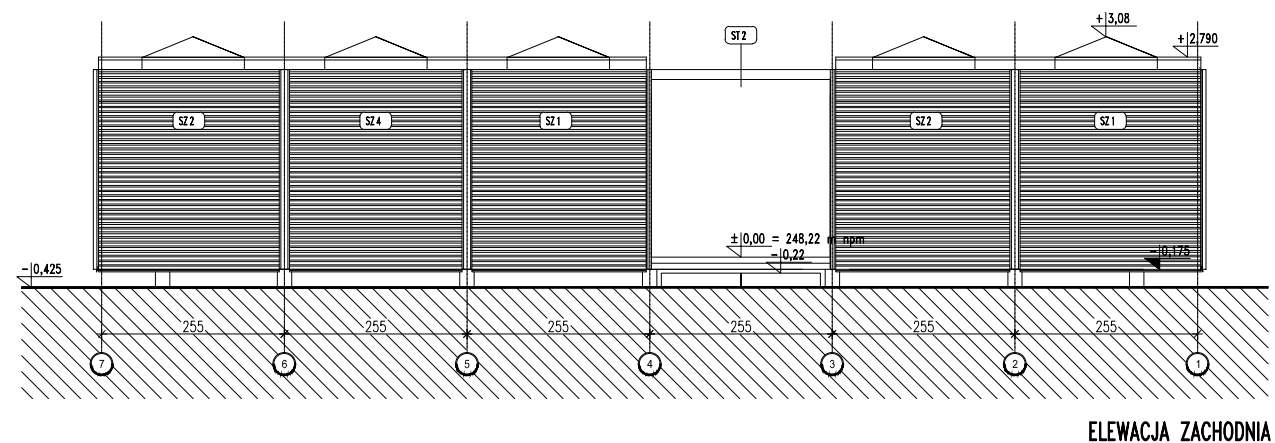 +3,08
ST2
+2.790
SZ2
SZ4
SZ1
SZ2
SZ1
±0,00 = 248,22 m npm
-0,175
-0,22
-0,425
255 255 255 255 255 255
7 6 5 4 3 2 1
ELEWACJA ZACHODNIA